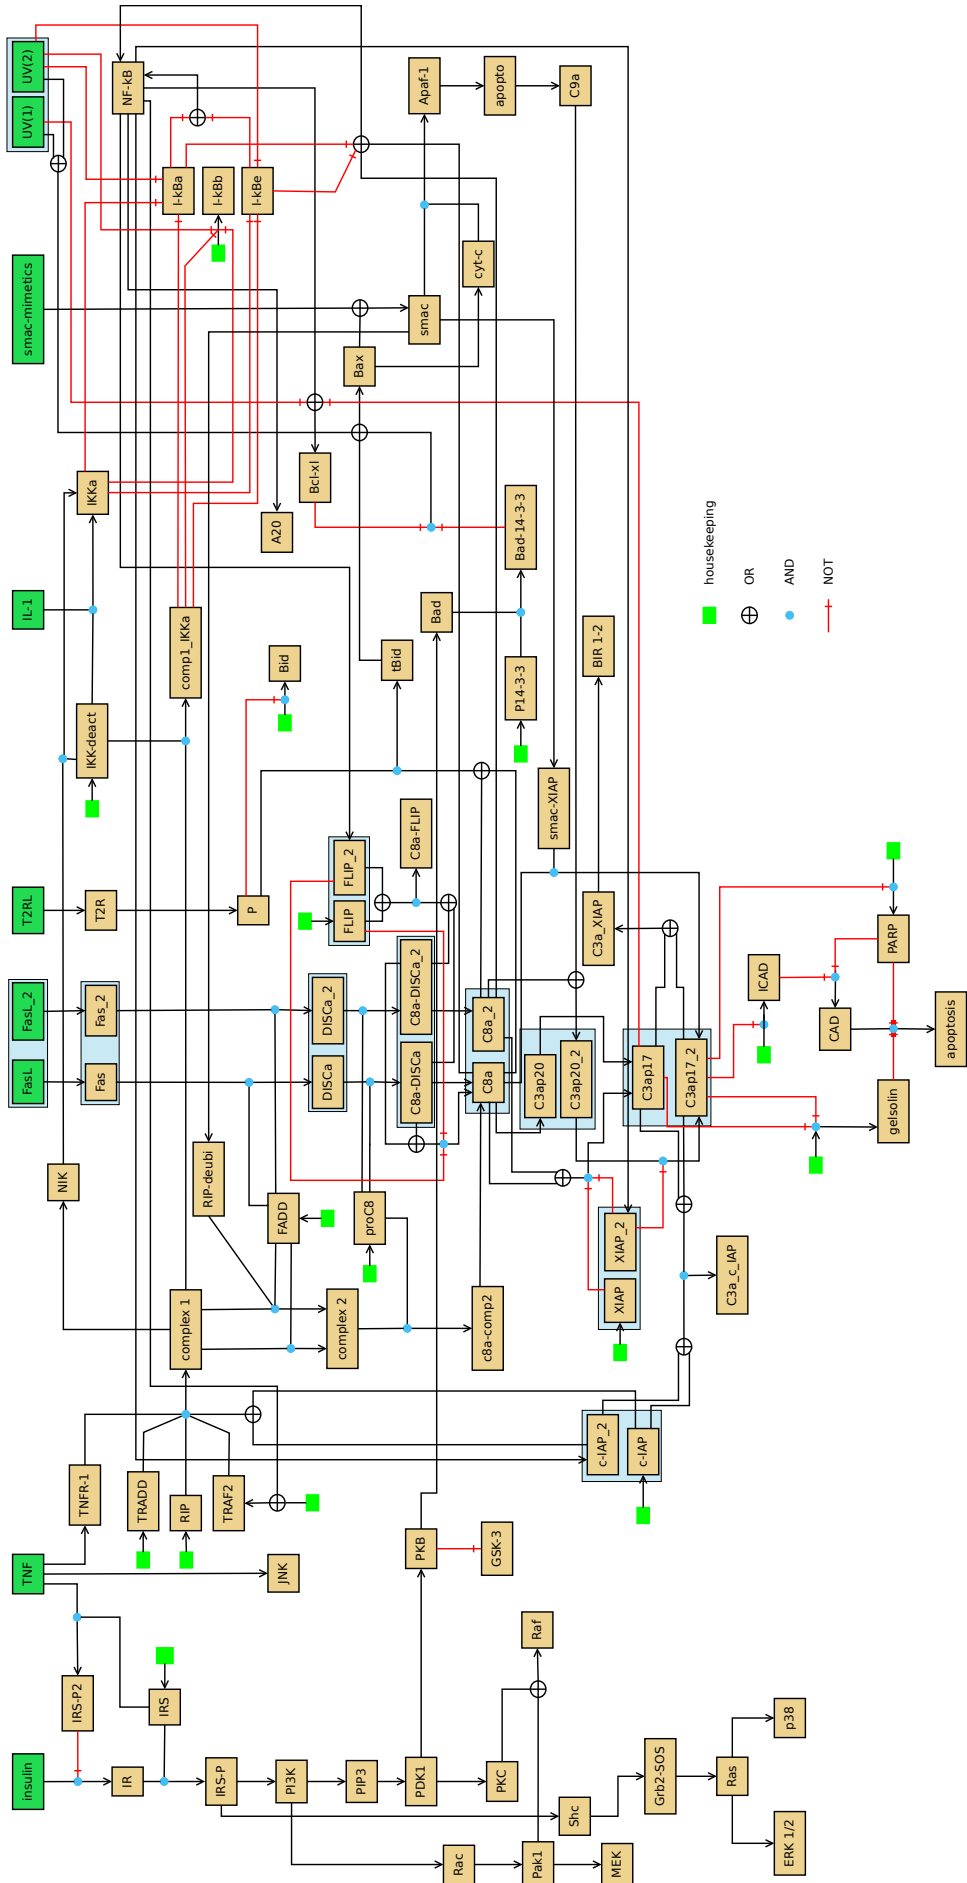 insulin
TNF
FasL
FasL_2
T2RL
IL-1
smac-mimetics
UV(1)
UV(2)
IRS-P2
IRS
IR
IRS-P
PI3K
PIP3
PDK1
PKC
Rac
Pak1
MEK
Raf
Shc
Grb2-SOS
Ras
ERK 1/2
p38
PKB
GSK-3
JNK
TNFR-1
TRADD
RIP
TRAF2
complex 1
complex 2
NIK
RIP-deubi
FADD
proC8
c8a-comp2
c-IAP_2
c-IAP
XIAP
XIAP_2
C3a_c_IAP
Fas
Fas_2
DISCa
DISCa_2
C8a-DISCa
C8a-DISCa_2
C8a
C8a_2
C3ap20
C3ap20_2
C3ap17
C3ap17_2
T2R
P
FLIP
FLIP_2
C8a-FLIP
IKK-deact
IKKa
comp1_IKKa
Bid
tBid
Bad
P14-3-3
Bad-14-3-3
smac-XIAP
C3a_XIAP
BIR 1-2
A20
Bcl-xl
Bax
smac
cyt-c
Apaf-1
apopto
C9a
NF-kB
I-kBa
I-kBb
I-kBe
ICAD
CAD
PARP
gelsolin
apoptosis
housekeeping
OR
AND
NOT